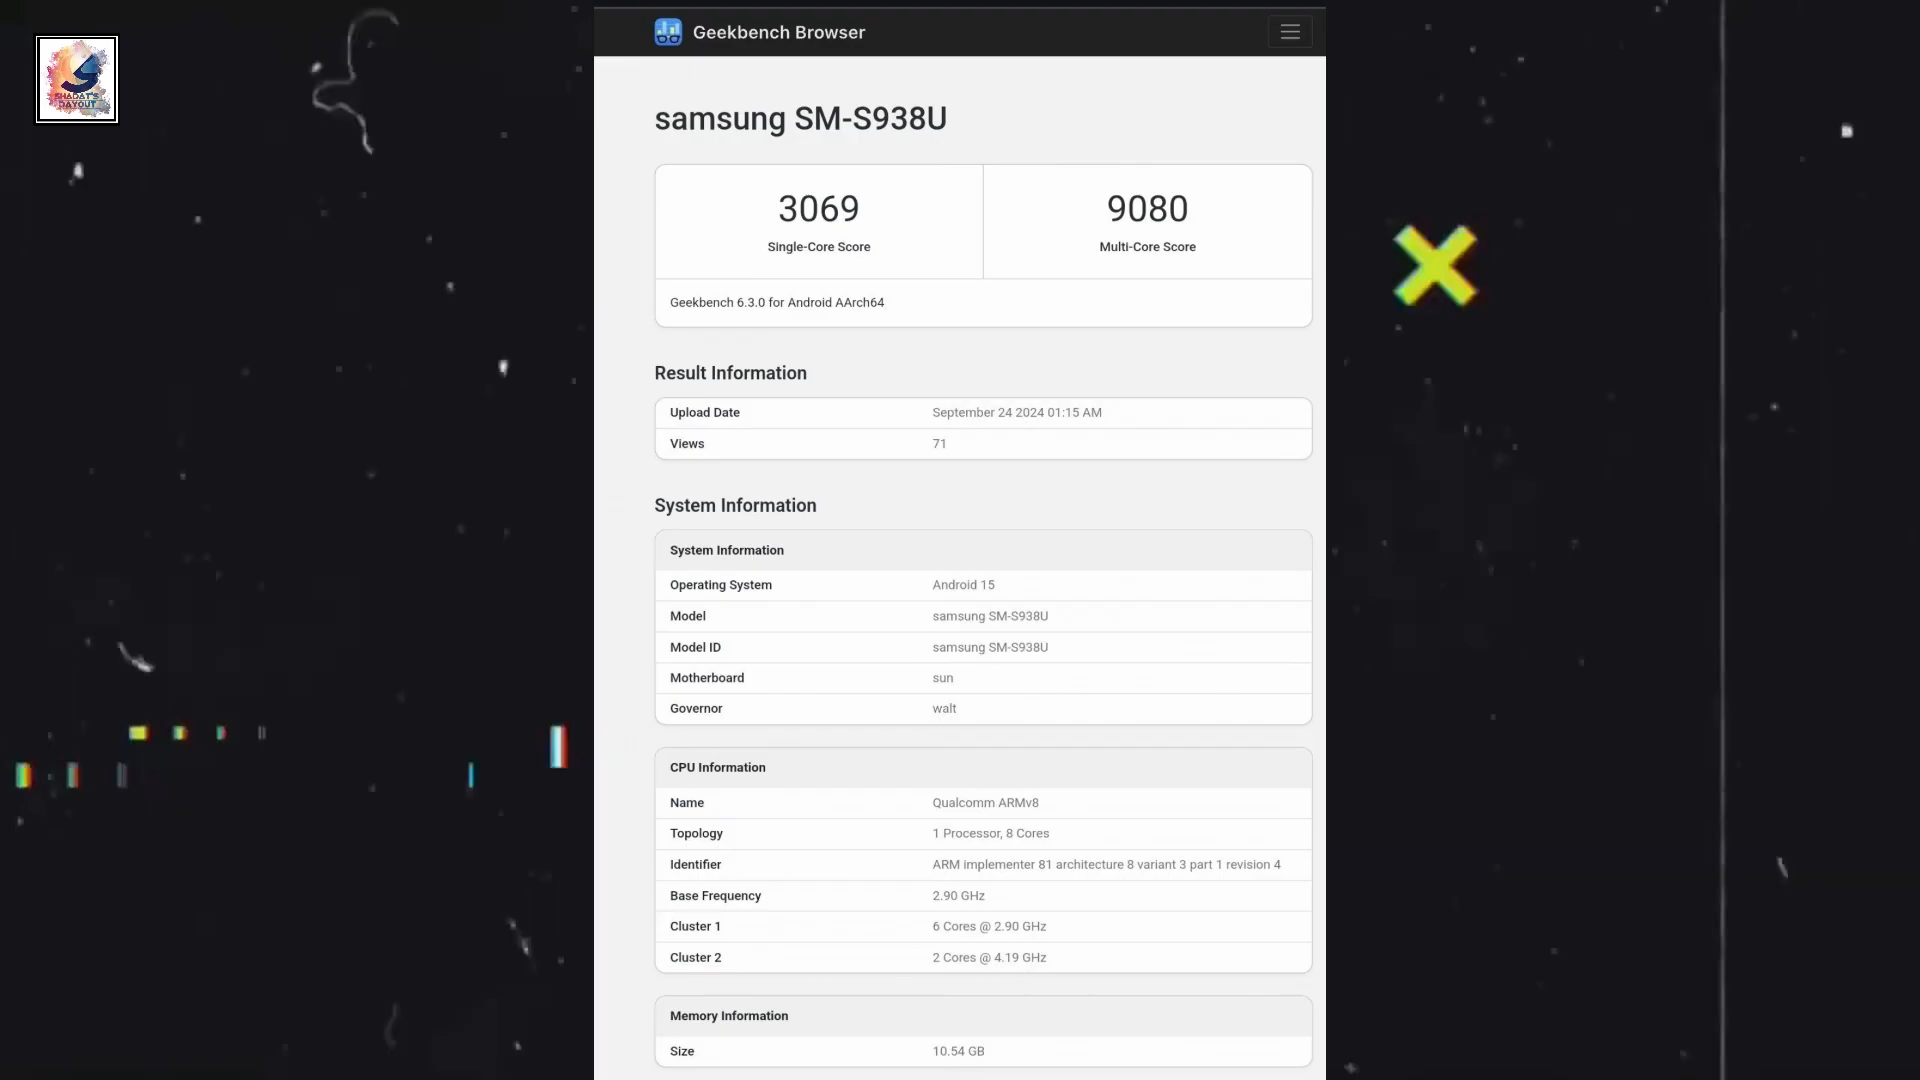 SHADAT'S
DAYOUT
Geekbench Browser
samsung SM-S938U
3069
Single-Core Score
9080
Multi-Core Score
Geekbench 6.3.0 for Android AArch64
Result Information
Upload Date September 24 2024 01:15 AM
Views 71
System Information
System Information
Operating System Android 15
Model samsung SM-S938U
Model ID samsung SM-S938U
Motherboard sun
Governor walt
CPU Information
Name Qualcomm ARMv8
Topology 1 Processor, 8 Cores
Identifier ARM implementer 81 architecture 8 variant 3 part 1 revision 4
Base Frequency 2.90 GHz
Cluster 1 6 Cores @ 2.90 GHz
Cluster 2 2 Cores @ 4.19 GHz
Memory Information
Size 10.54 GB